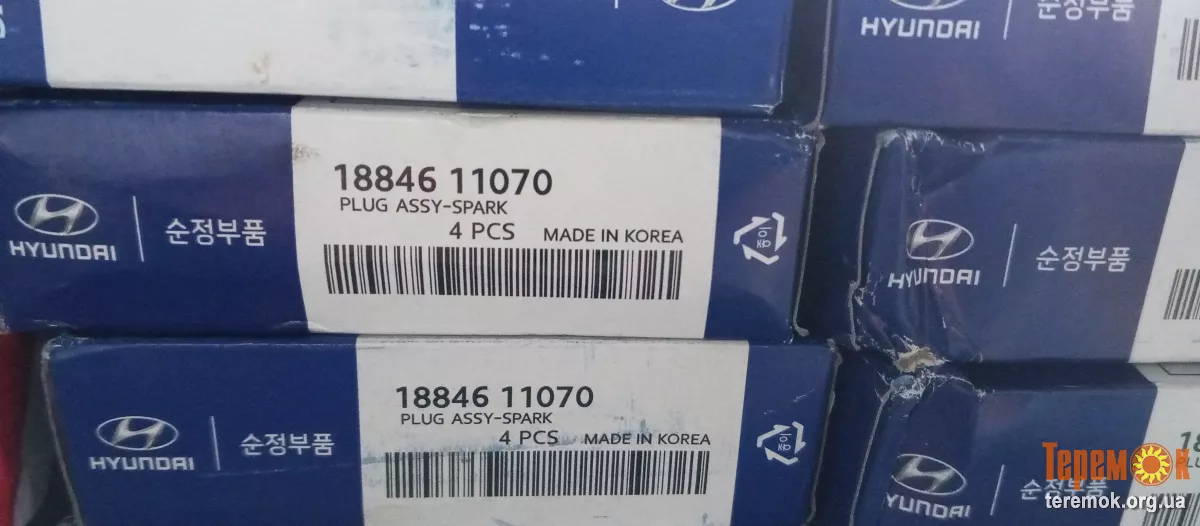 HYUNDAI
순정부품
18846 11070
PLUG ASSY-SPARK
4 PCS MADE IN KOREA
HYUNDAI
순정부품
HYUNDAI
순정부품
18846 11070
PLUG ASSY-SPARK
4 PCS MADE IN KOREA
HYUNDAI
순정부품
YUNDAI
순정부품
18
Теремок
teremok.org.ua